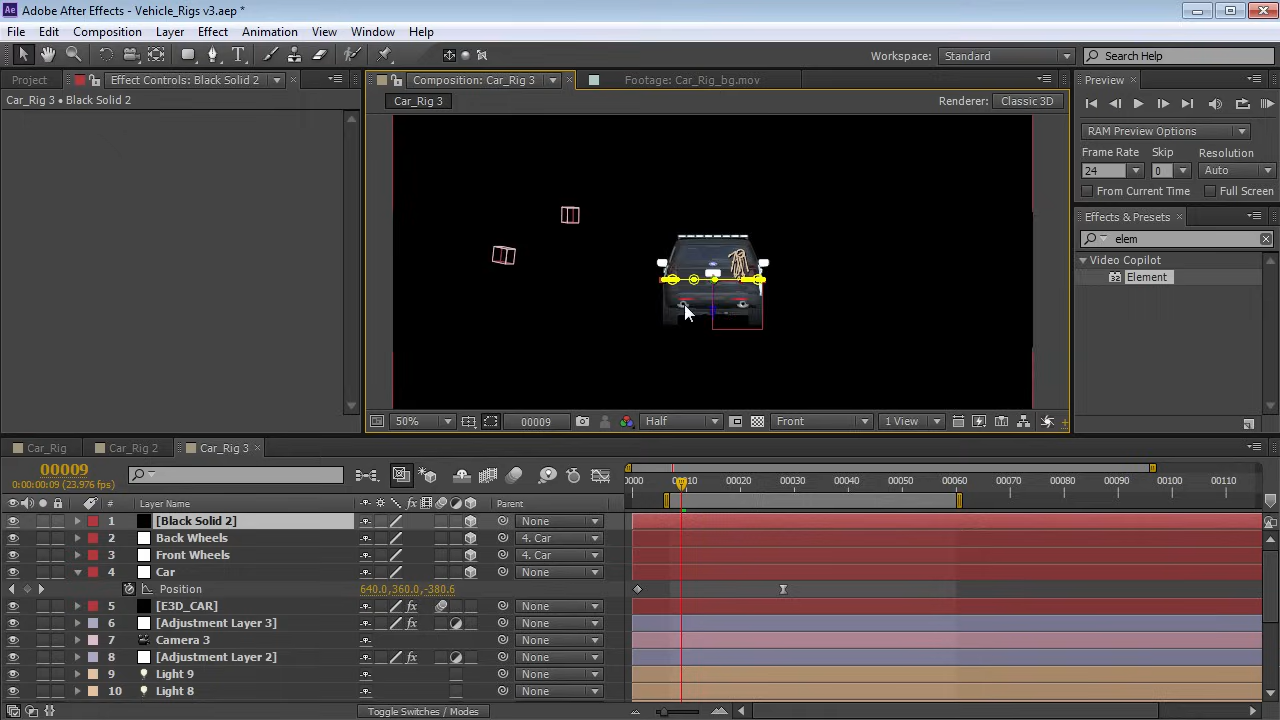 Adobe After Effects - Vehicle_Rigs v3.aep *
File Edit Composition Layer Effect Animation View Window Help
Workspace: Standard Search Help
Project Effect Controls: Black Solid 2 Composition: Car_Rig 3 Footage: Car_Rig_bg.mov Preview
Car_Rig 3 • Black Solid 2
Car_Rig 3 Renderer: Classic 3D
RAM Preview Options
Frame Rate Skip Resolution
24 0 Auto
From Current Time Full Screen
Effects & Presets
elem
Video Copilot
Element
50% 00009 Half Front 1 View
Car_Rig Car_Rig 2 Car_Rig 3
00009
0:00:00:09 (23.976 fps)
0000 00010 00020 00030 00040 00050 00060 00070 00080 00090 00100 00110
# Layer Name Parent
1 [Black Solid 2] None
2 Back Wheels 4. Car
3 Front Wheels 4. Car
4 Car None
Position 640.0,360.0,-380.6
5 [E3D_CAR] None
6 [Adjustment Layer 3] None
7 Camera 3 None
8 [Adjustment Layer 2] None
9 Light 9 None
10 Light 8 None
Toggle Switches / Modes